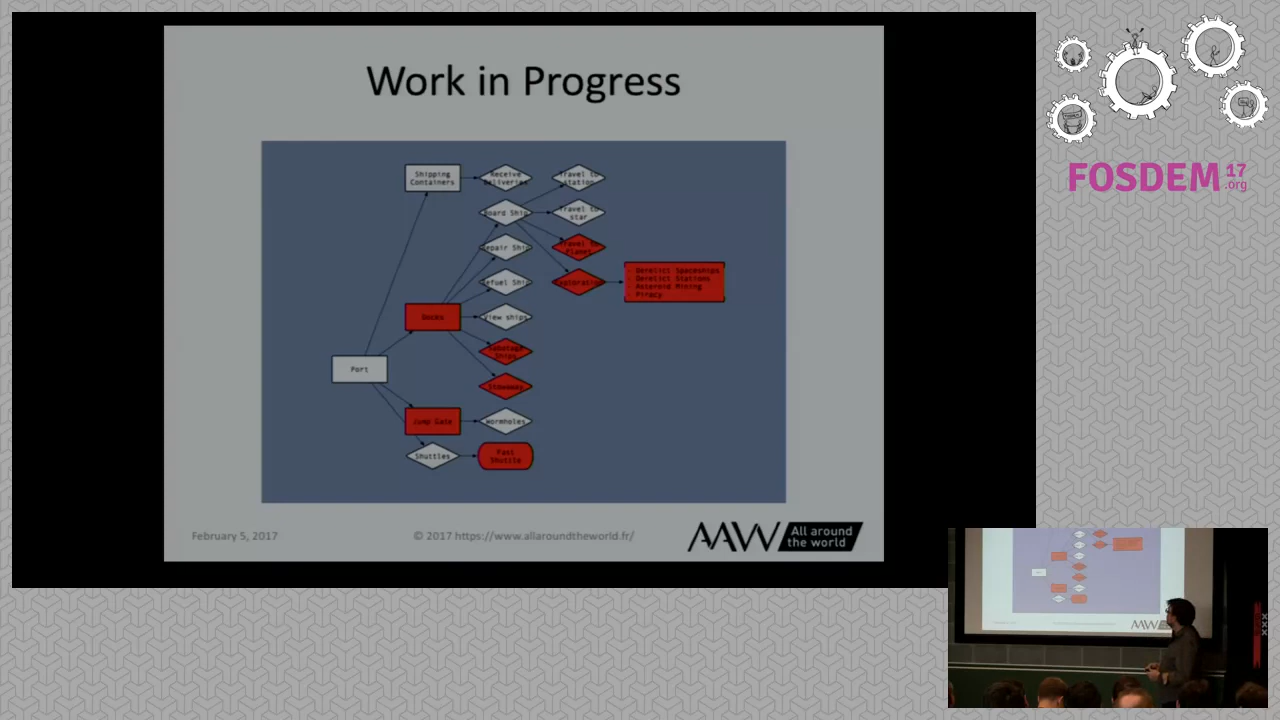 Work in Progress
Shipping
Containers
Receive
Deliveries
Travel to
station
Board Ship
Travel to
star
Repair Ship
Travel to
Planet
Refuel Ship
Exploration
- Derelict Spaceships
- Derelict Stations
- Asteroid Mining
- Piracy
Docks
View ships
Sabotage
Ships
Port
Stowaway
Jump Gate
Wormholes
Shuttles
Fast
Shuttle
February 5, 2017
© 2017 https://www.allaroundtheworld.fr/
AAW All around
the world
FOSDEM 17
.org
AAW